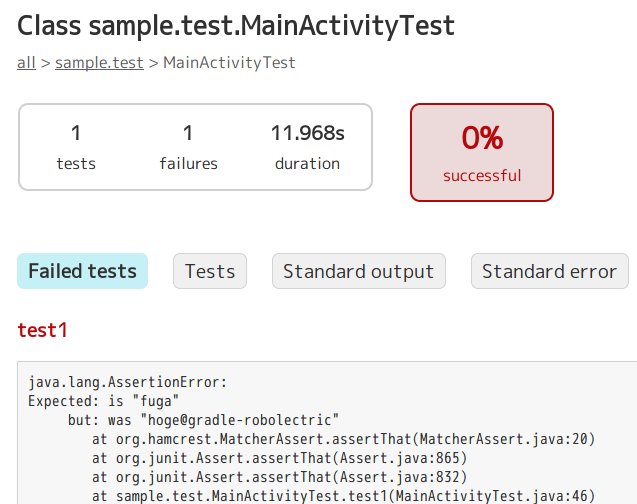 Class sample.test.MainActivityTest
all > sample.test > MainActivityTest
1 1 11.968s 0%
tests failures duration successful
Failed tests Tests Standard output Standard error
test1
java.lang.AssertionError:
Expected: is "fuga"
     but: was "hoge@gradle-robolectric"
        at org.hamcrest.MatcherAssert.assertThat(MatcherAssert.java:20)
        at org.junit.Assert.assertThat(Assert.java:865)
        at org.junit.Assert.assertThat(Assert.java:832)
        at sample.test.MainActivityTest.test1(MainActivityTest.java:46)